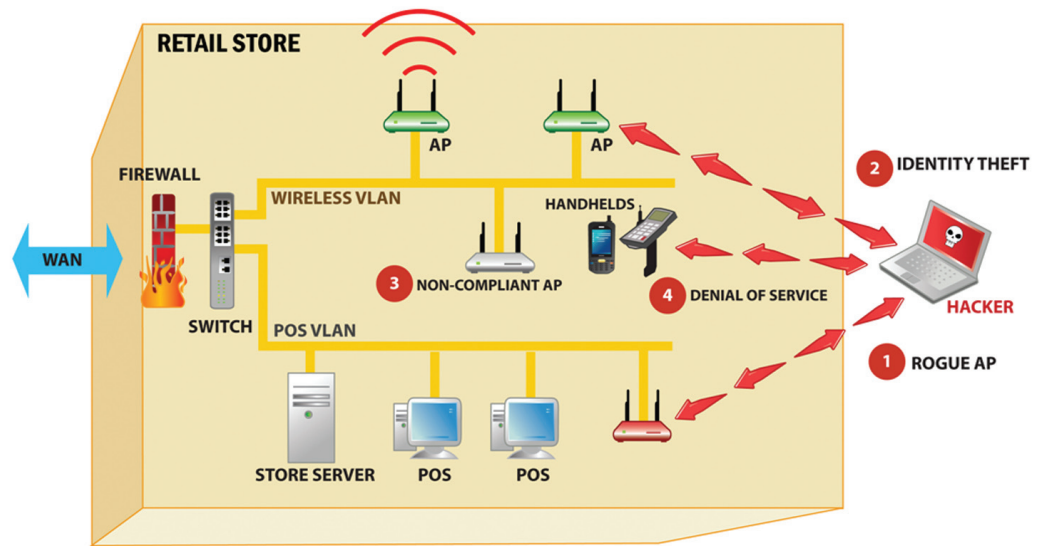 RETAIL STORE
AP
AP
2 IDENTITY THEFT
FIREWALL
WIRELESS VLAN
HANDHELDS
WAN
3 NON-COMPLIANT AP
4 DENIAL OF SERVICE
HACKER
SWITCH
POS VLAN
1 ROGUE AP
STORE SERVER
POS
POS